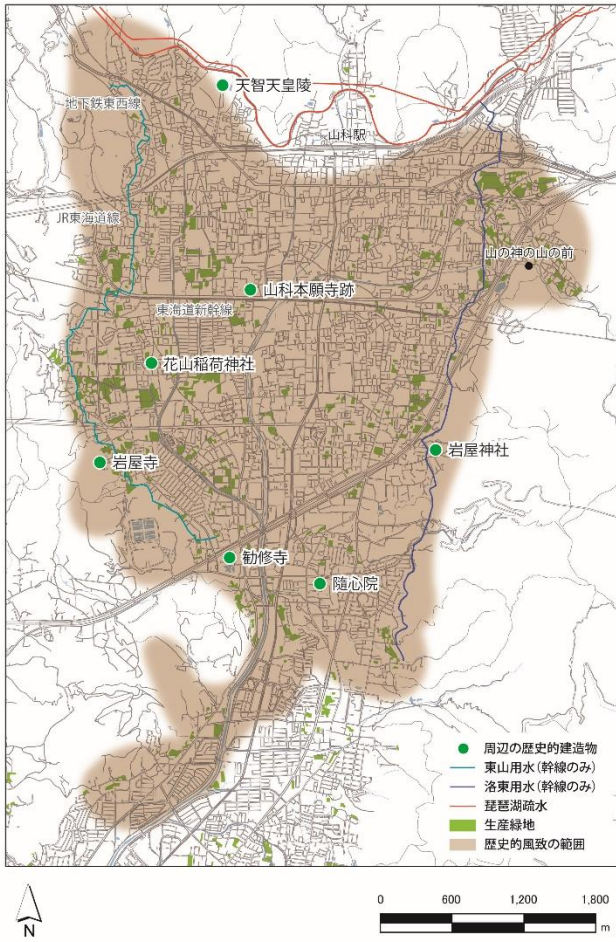 天智天皇陵
地下鉄東西線
山科駅
JR東海道線
山の神の山の前
山科本願寺跡
東海道新幹線
花山稲荷神社
岩屋神社
岩屋寺
勧修寺
隨心院
周辺の歴史的建造物
東山用水(幹線のみ)
洛東用水(幹線のみ)
琵琶湖疏水
生産緑地
歴史的風致の範囲
N
0 600 1,200 1,800
m